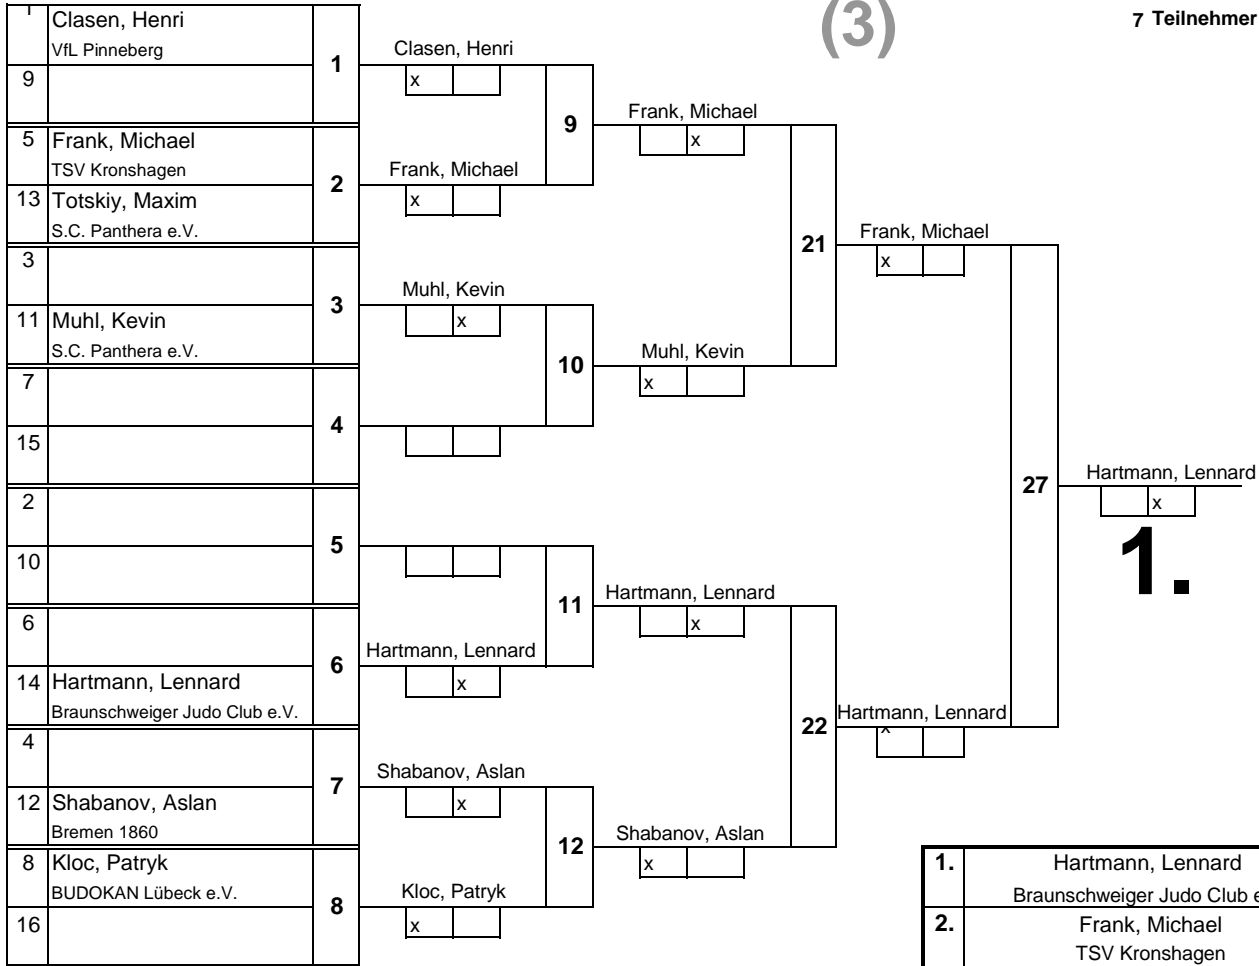 (3)
7 Teilnehmer
1 Clasen, Henri
VfL Pinneberg
9
1
Clasen, Henri
x
5 Frank, Michael
TSV Kronshagen
13 Totskiy, Maxim
S.C. Panthera e.V.
2
Frank, Michael
x
9
Frank, Michael
x
3
11 Muhl, Kevin
S.C. Panthera e.V.
3
Muhl, Kevin
x
7
15
4
10
Muhl, Kevin
x
21
Frank, Michael
x
2
10
5
6
14 Hartmann, Lennard
Braunschweiger Judo Club e.V.
6
Hartmann, Lennard
x
11
Hartmann, Lennard
x
4
12 Shabanov, Aslan
Bremen 1860
7
Shabanov, Aslan
x
8 Kloc, Patryk
BUDOKAN Lübeck e.V.
16
8
Kloc, Patryk
x
12
Shabanov, Aslan
x
22
Hartmann, Lennard
x
27
Hartmann, Lennard
x
1.
1. Hartmann, Lennard
Braunschweiger Judo Club e
2. Frank, Michael
TSV Kronshagen